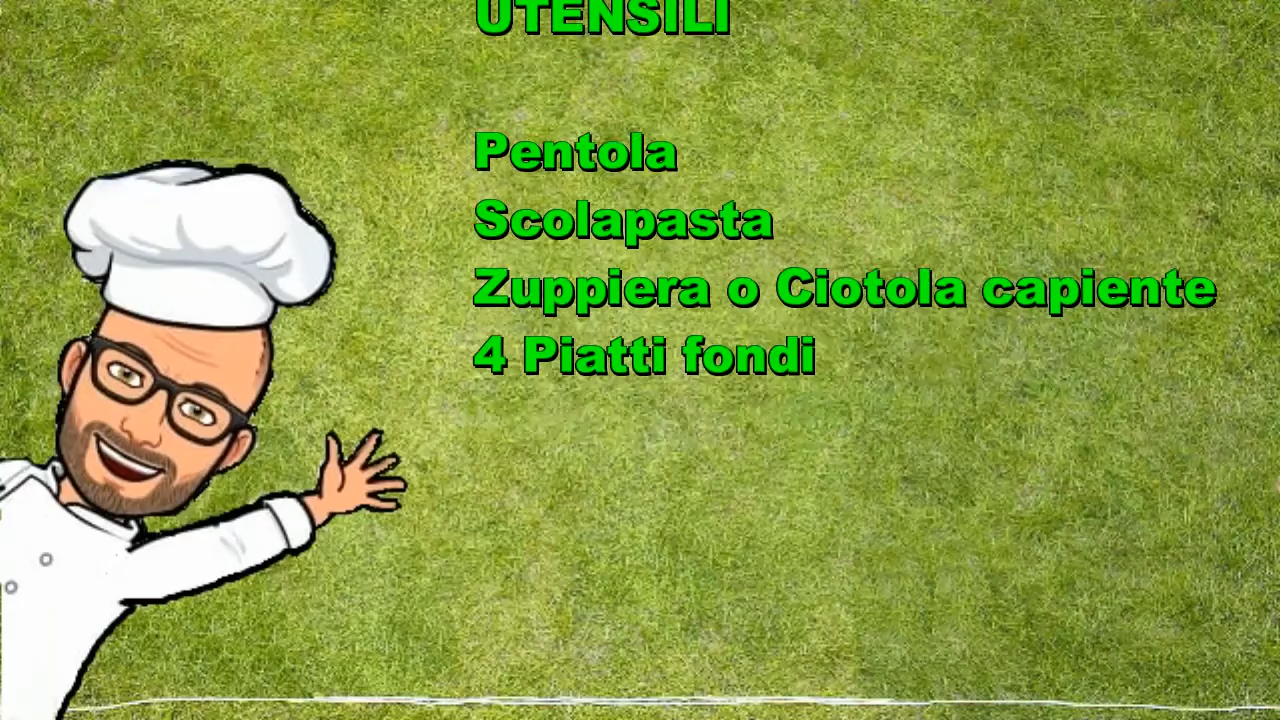 UTENSILI
Pentola
Scolapasta
Zuppiera o Ciotola capiente
4 Piatti fondi